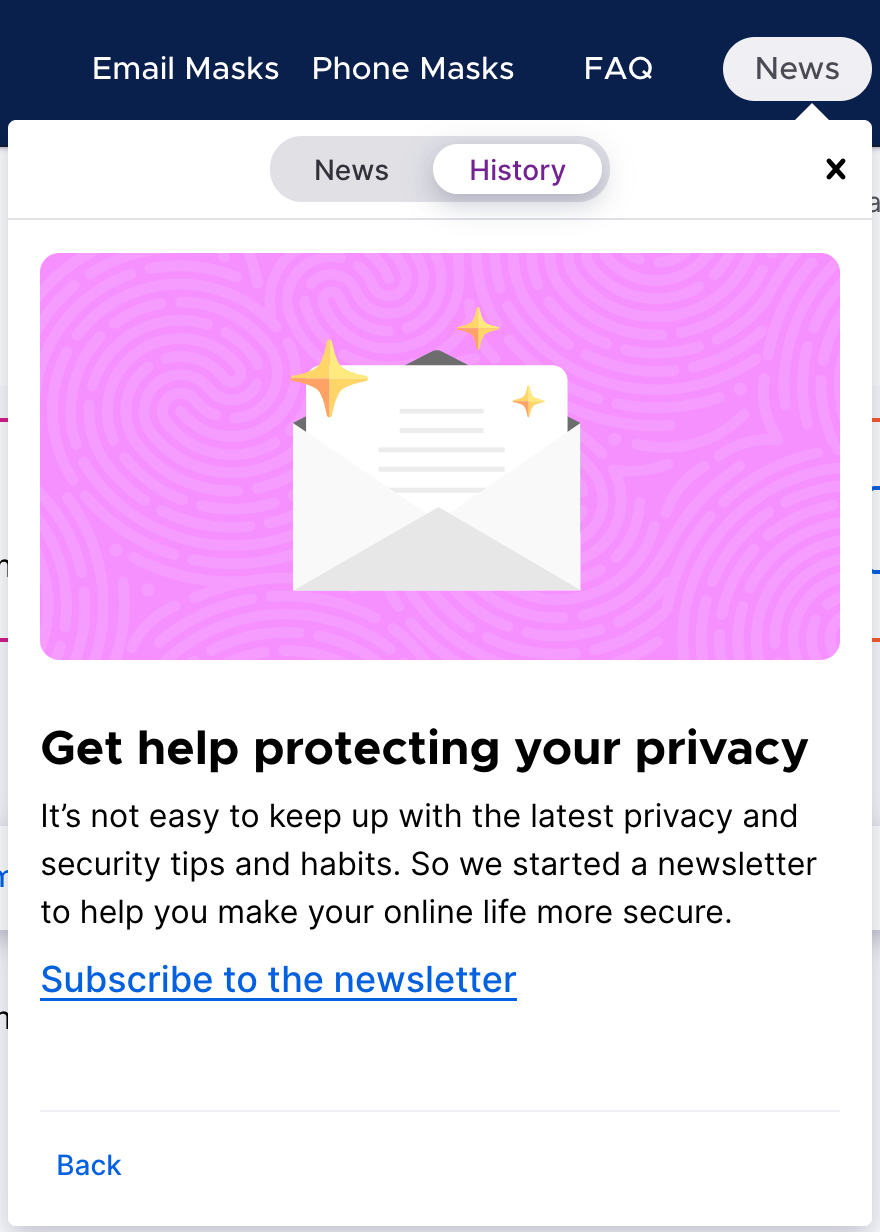 Email Masks Phone Masks FAQ News
News History
Get help protecting your privacy
It’s not easy to keep up with the latest privacy and
security tips and habits. So we started a newsletter
to help you make your online life more secure.
Subscribe to the newsletter
Back